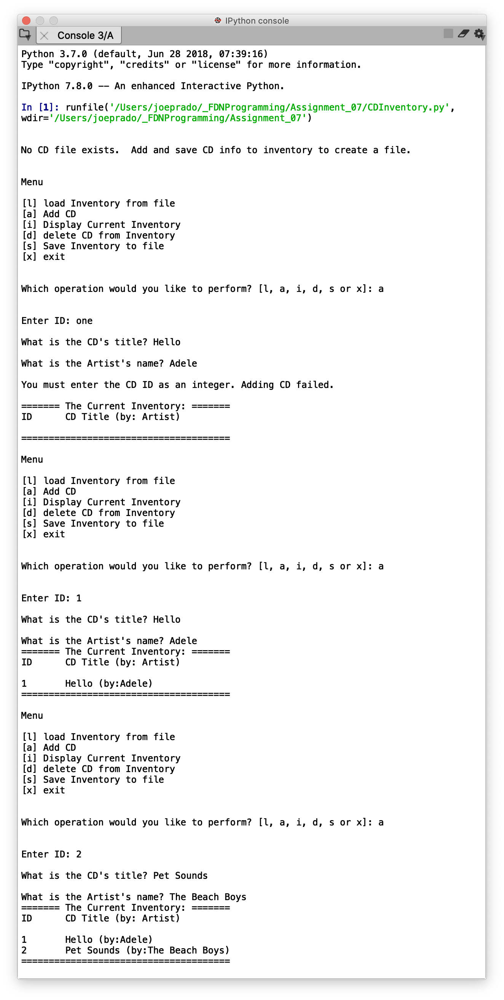 IPython console
Console 3/A
Python 3.7.0 (default, Jun 28 2018, 07:39:16)
Type "copyright", "credits" or "license" for more information.
IPython 7.8.0 -- An enhanced Interactive Python.
In [1]: runfile('/Users/joeprado/_FDNProgramming/Assignment_07/CDInventory.py',
wdir='/Users/joeprado/_FDNProgramming/Assignment_07')
No CD file exists.  Add and save CD info to inventory to create a file.
Menu
[l] load Inventory from file
[a] Add CD
[i] Display Current Inventory
[d] delete CD from Inventory
[s] Save Inventory to file
[x] exit
Which operation would you like to perform? [l, a, i, d, s or x]: a
Enter ID: one
What is the CD's title? Hello
What is the Artist's name? Adele
You must enter the CD ID as an integer. Adding CD failed.
======= The Current Inventory: =======
ID      CD Title (by: Artist)
======================================
Menu
[l] load Inventory from file
[a] Add CD
[i] Display Current Inventory
[d] delete CD from Inventory
[s] Save Inventory to file
[x] exit
Which operation would you like to perform? [l, a, i, d, s or x]: a
Enter ID: 1
What is the CD's title? Hello
What is the Artist's name? Adele
======= The Current Inventory: =======
ID      CD Title (by: Artist)
1       Hello (by:Adele)
======================================
Menu
[l] load Inventory from file
[a] Add CD
[i] Display Current Inventory
[d] delete CD from Inventory
[s] Save Inventory to file
[x] exit
Which operation would you like to perform? [l, a, i, d, s or x]: a
Enter ID: 2
What is the CD's title? Pet Sounds
What is the Artist's name? The Beach Boys
======= The Current Inventory: =======
ID      CD Title (by: Artist)
1       Hello (by:Adele)
2       Pet Sounds (by:The Beach Boys)
======================================